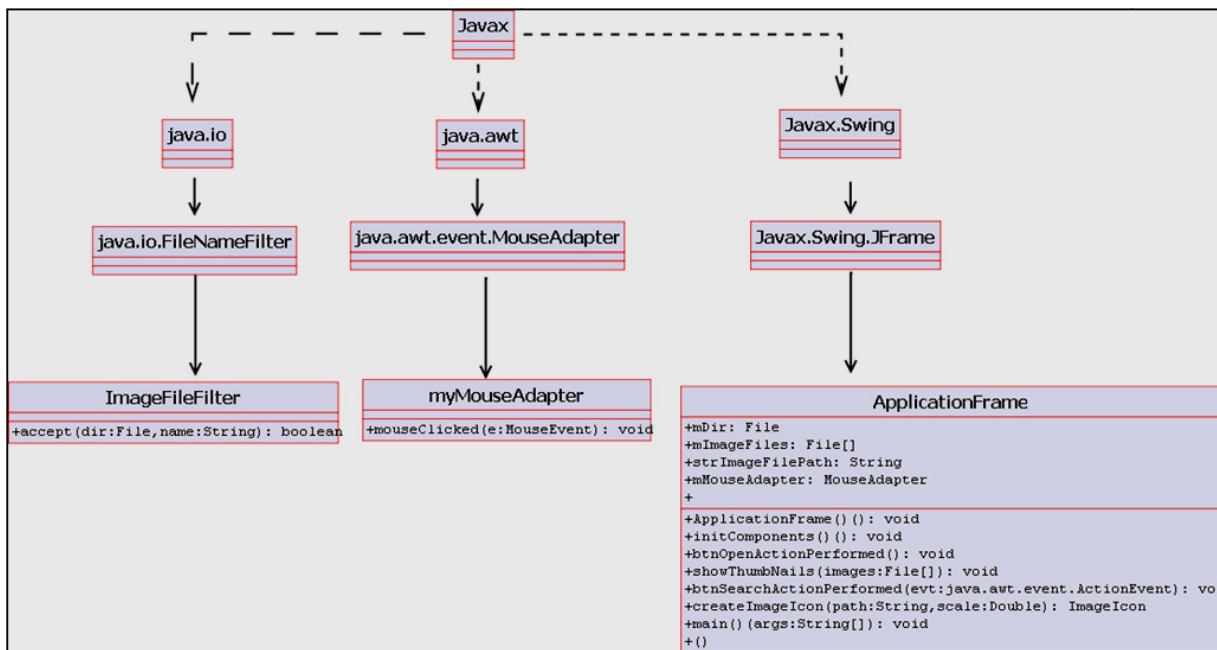 Javax
java.io
java.awt
Javax.Swing
java.io.FileNameFilter
java.awt.event.MouseAdapter
Javax.Swing.JFrame
ImageFileFilter
+accept(dir:File,name:String): boolean
myMouseAdapter
+mouseClicked(e:MouseEvent): void
ApplicationFrame
+mDir: File
+mImageFiles: File[]
+strImageFilePath: String
+mMouseAdapter: MouseAdapter
+
+ApplicationFrame()(): void
+initComponents()(): void
+btnOpenActionPerformed(): void
+showThumbNails(images:File[]): void
+btnSearchActionPerformed(evt:java.awt.event.ActionEvent): vo
+createImageIcon(path:String,scale:Double): ImageIcon
+main()(args:String[]): void
+()